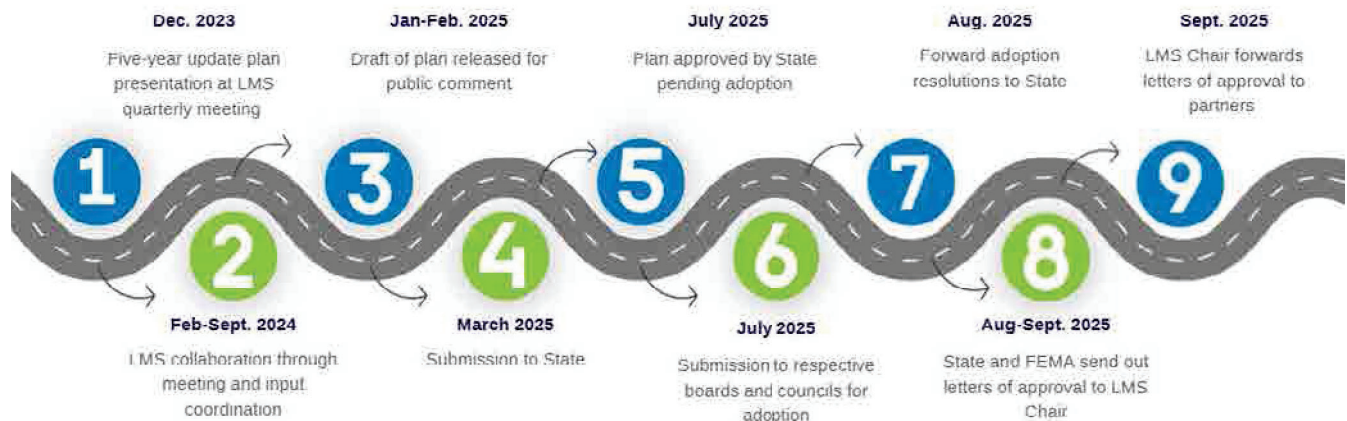 Dec. 2023
Five-year update plan
presentation at LMS
quarterly meeting
Jan-Feb. 2025
Draft of plan released for
public comment
July 2025
Plan approved by State
pending adoption
Aug. 2025
Forward adoption
resolutions to State
Sept. 2025
LMS Chair forwards
letters of approval to
partners
1
2
3
4
5
6
7
8
9
Feb-Sept. 2024
LMS collaboration through
meeting and input
coordination
March 2025
Submission to State
July 2025
Submission to respective
boards and councils for
adoption
Aug-Sept. 2025
State and FEMA send out
letters of approval to LMS
Chair